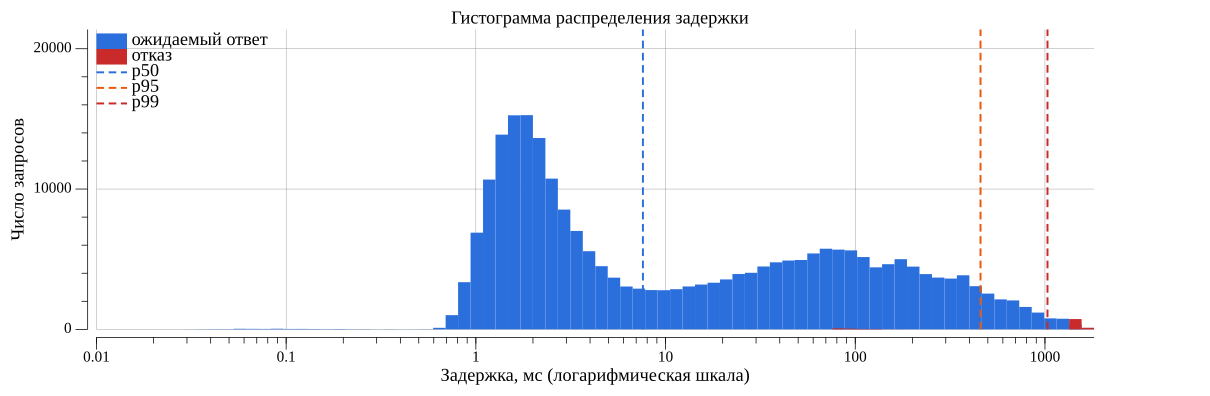 Гистограмма распределения задержки
ожидаемый ответ
отказ
p50
p95
p99
Число запросов
20000
10000
0
0.01 0.1 1 10 100 1000
Задержка, мс (логарифмическая шкала)